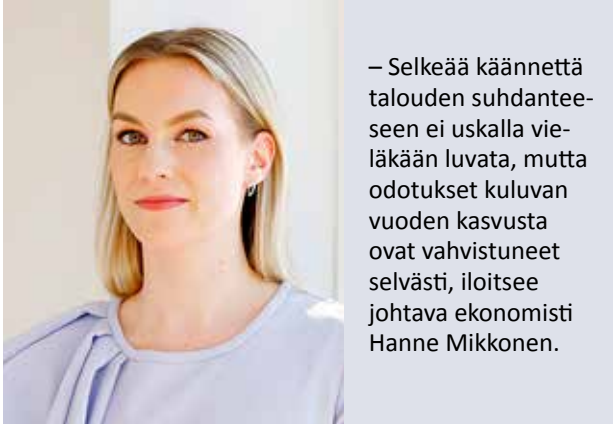 – Selkeää käännettä
talouden suhdantee-
seen ei uskalla vie-
läkään luvata, mutta
odotukset kuluvan
vuoden kasvusta
ovat vahvistuneet
selvästi, iloitsee
johtava ekonomisti
Hanne Mikkonen.